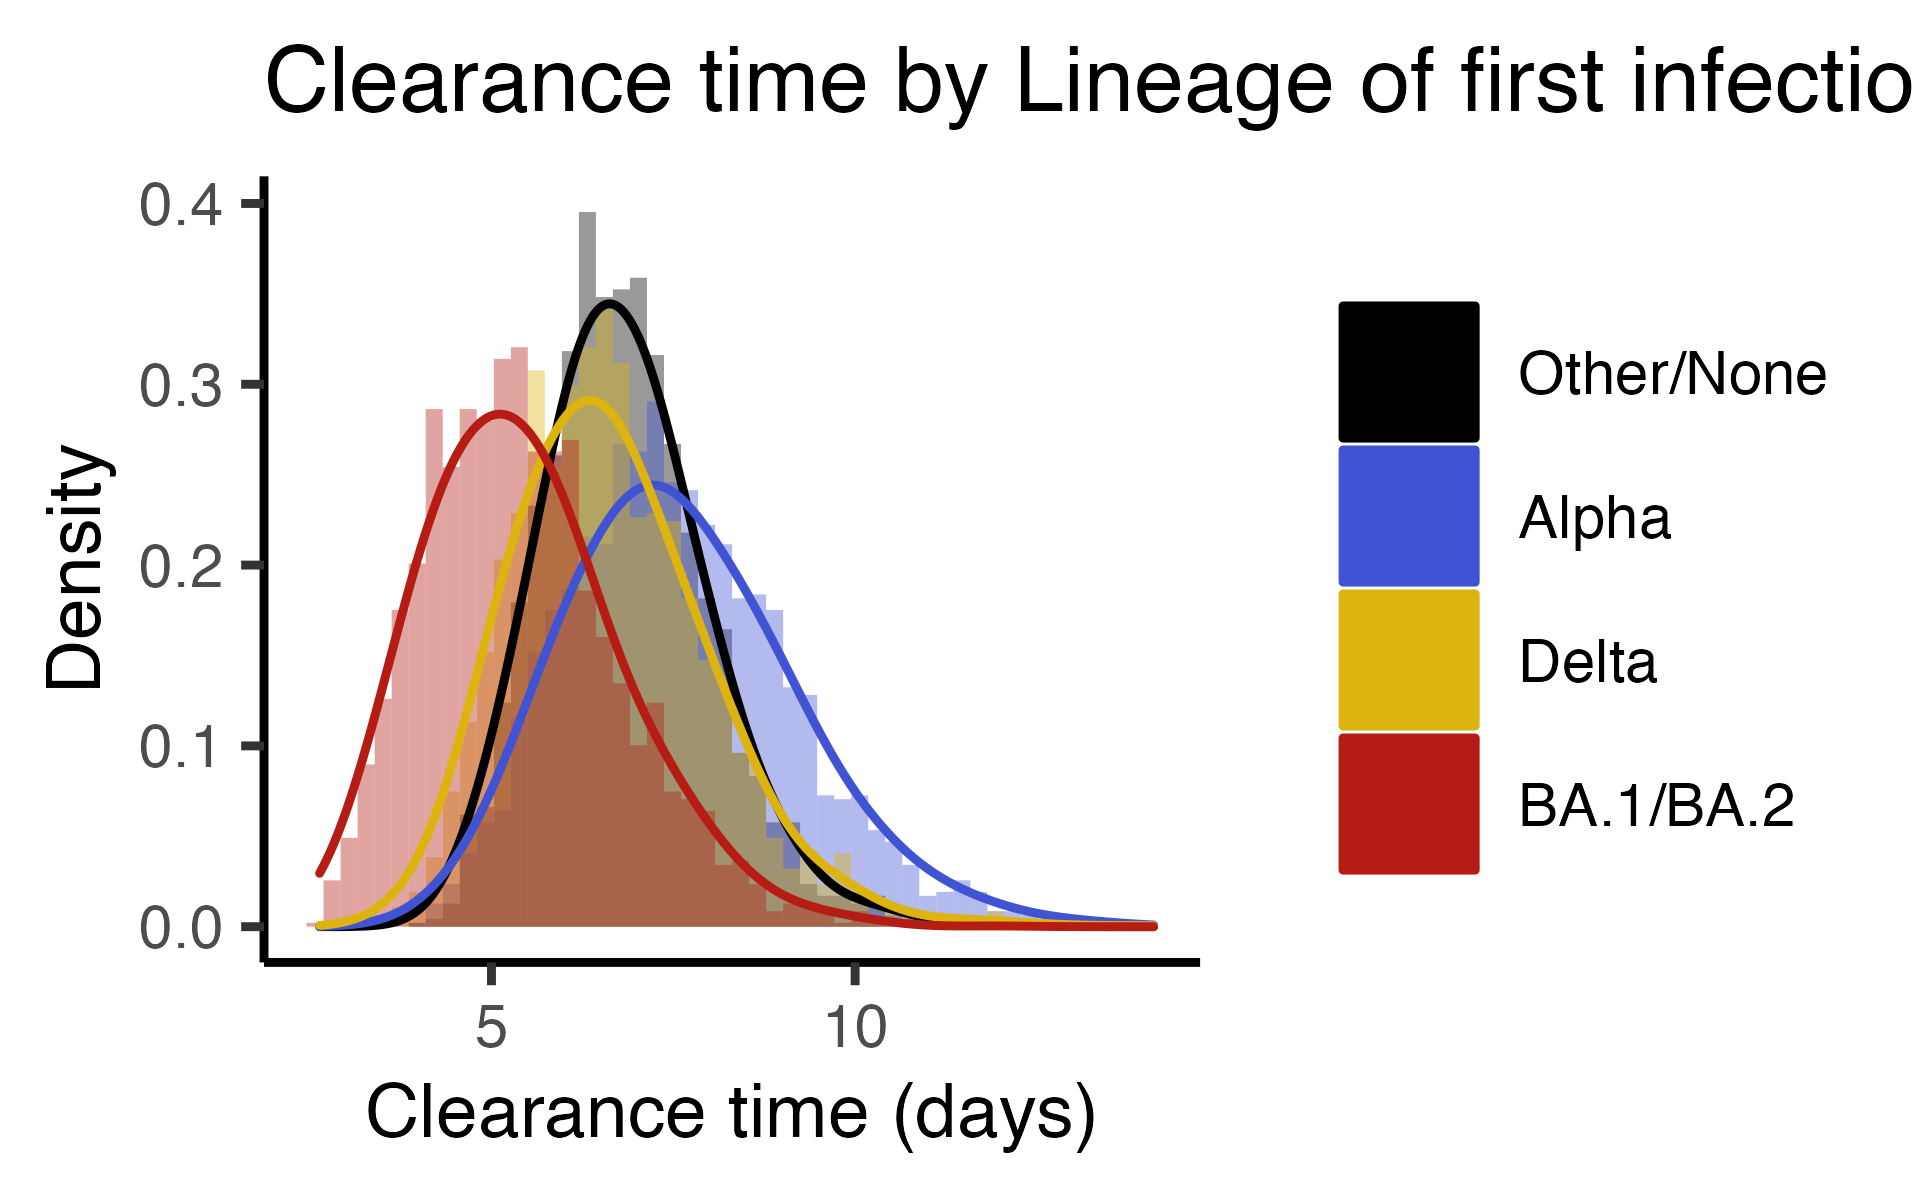 Clearance time by Lineage of first infectio
0.4
0.3
0.2
0.1
0.0
Density
5 10
Clearance time (days)
Other/None
Alpha
Delta
BA.1/BA.2